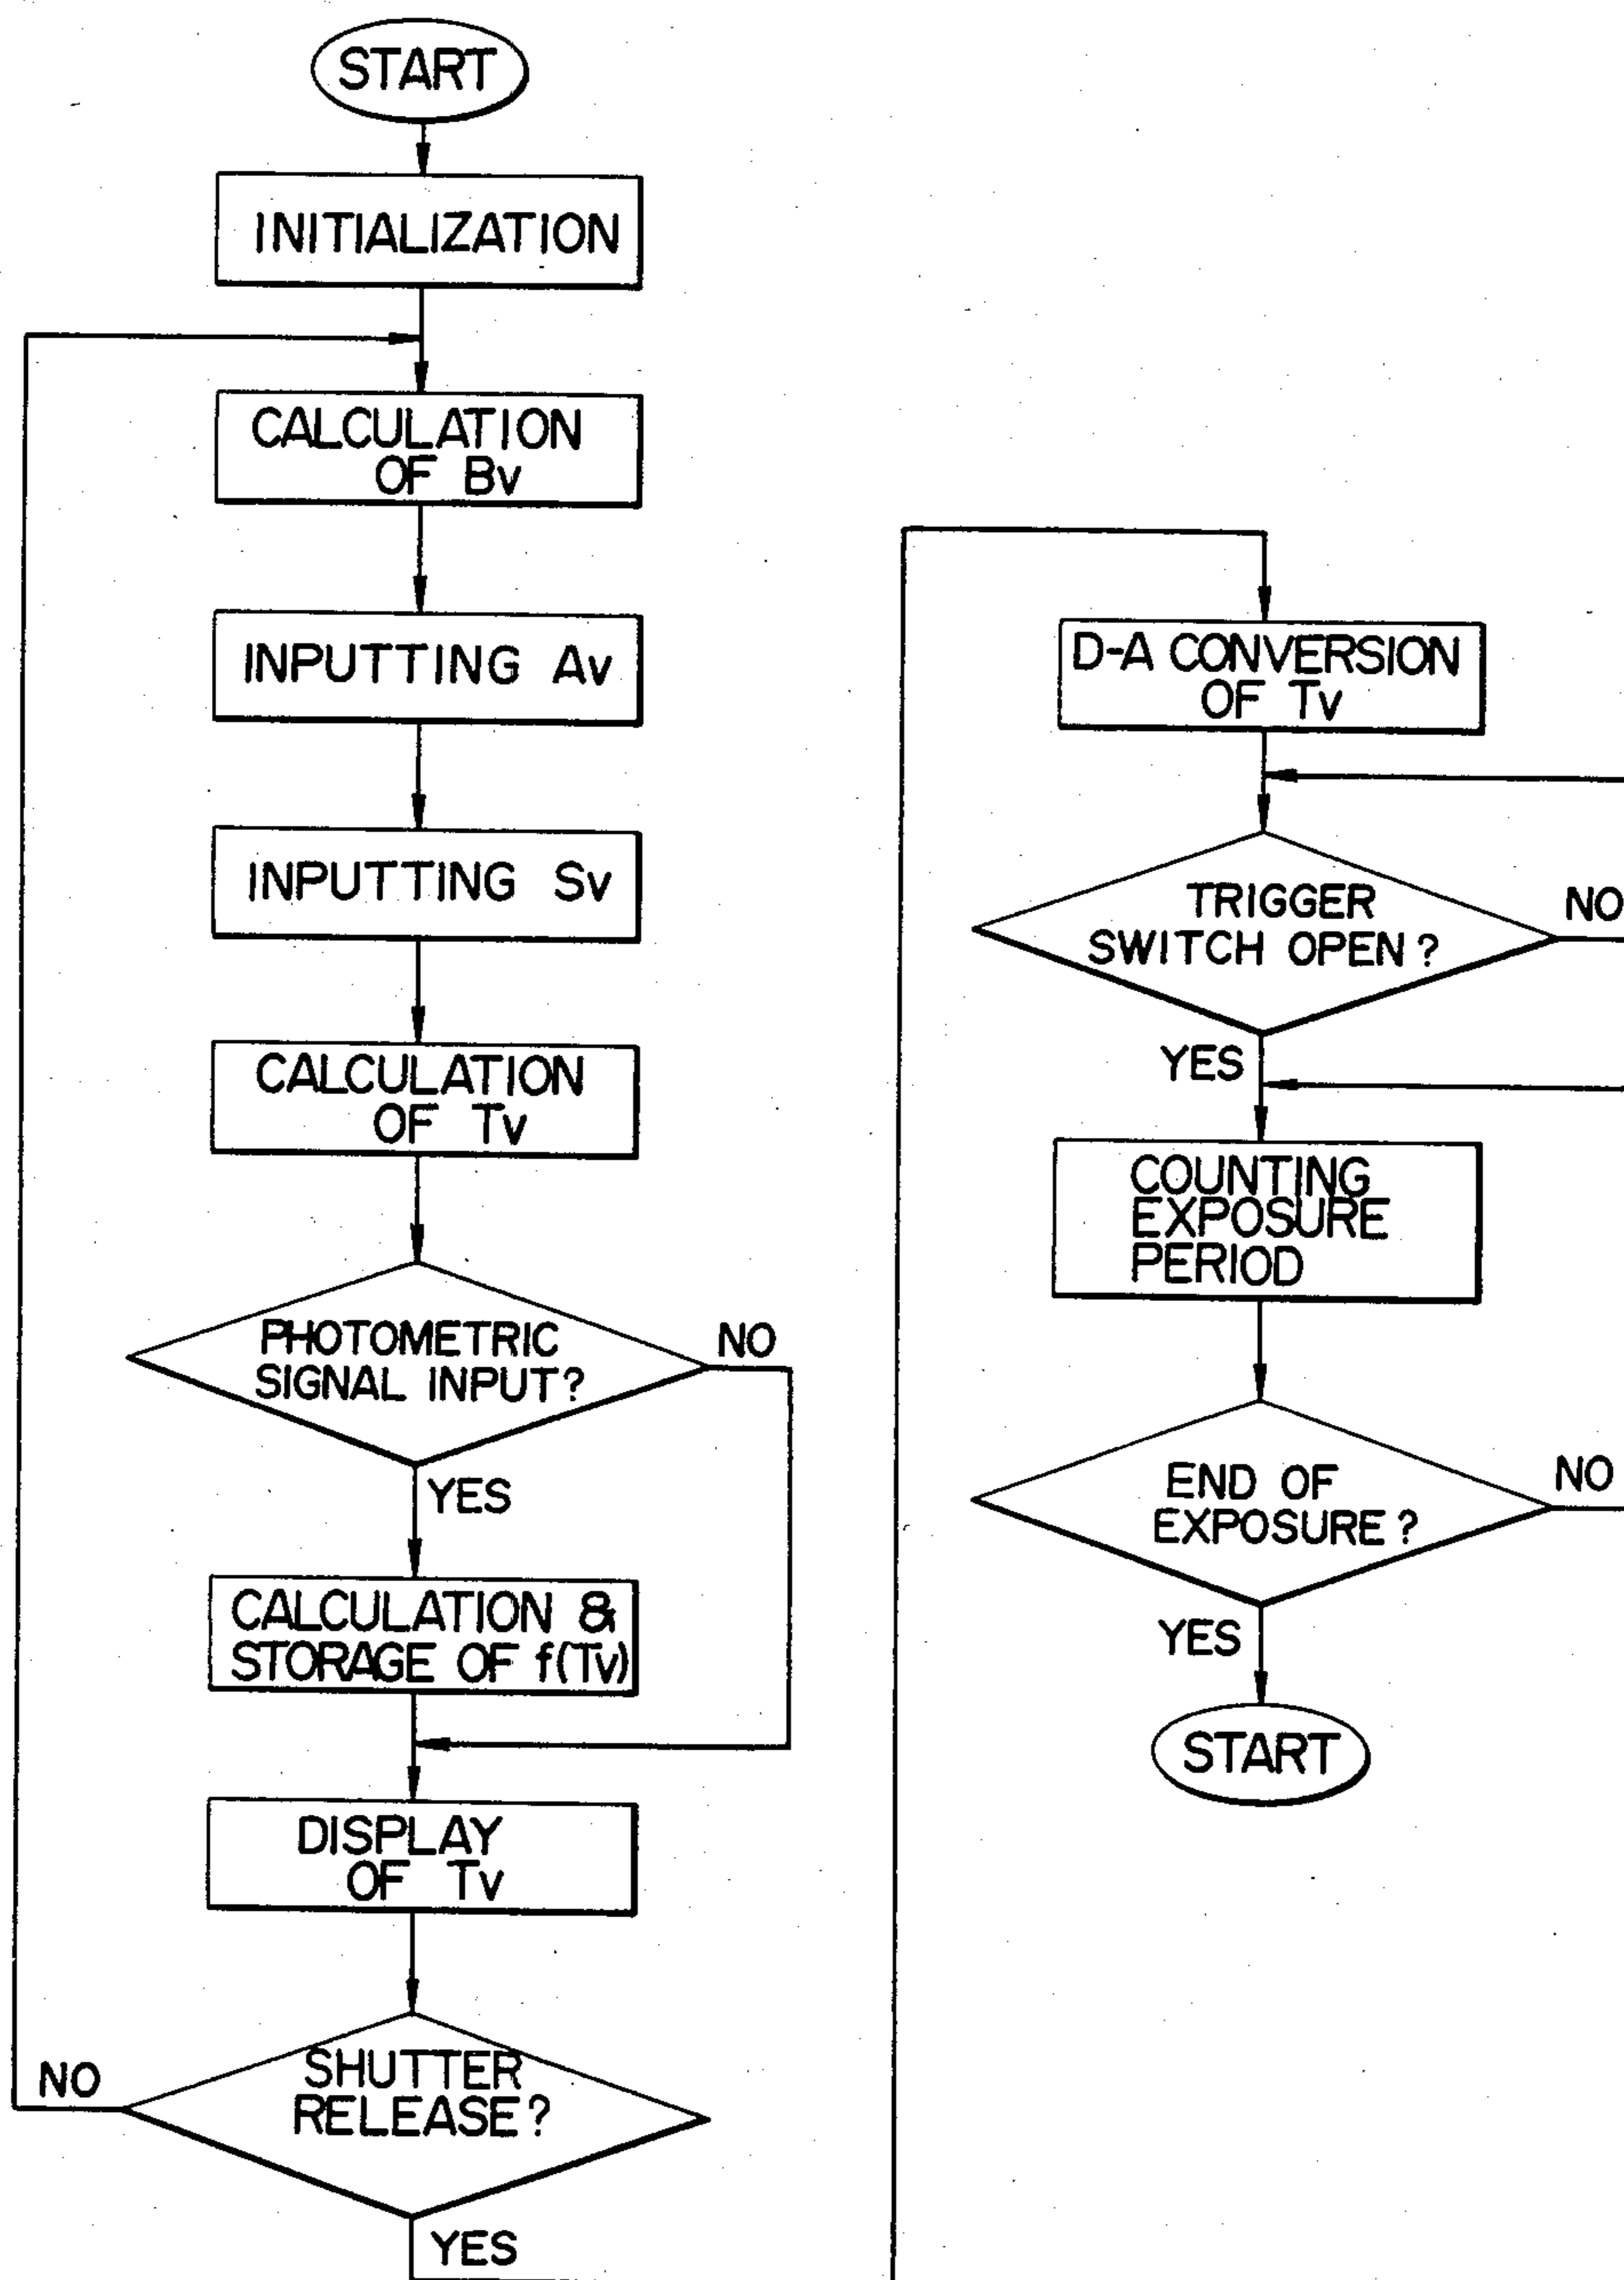 START
INITIALIZATION
CALCULATION
OF Bv
INPUTTING Av
INPUTTING Sv
CALCULATION
OF Tv
PHOTOMETRIC
SIGNAL INPUT?
NO
YES
CALCULATION &
STORAGE OF f(Tv)
DISPLAY
OF Tv
SHUTTER
RELEASE?
NO
YES
D-A CONVERSION
OF Tv
TRIGGER
SWITCH OPEN?
NO
YES
COUNTING
EXPOSURE
PERIOD
END OF
EXPOSURE?
NO
YES
START